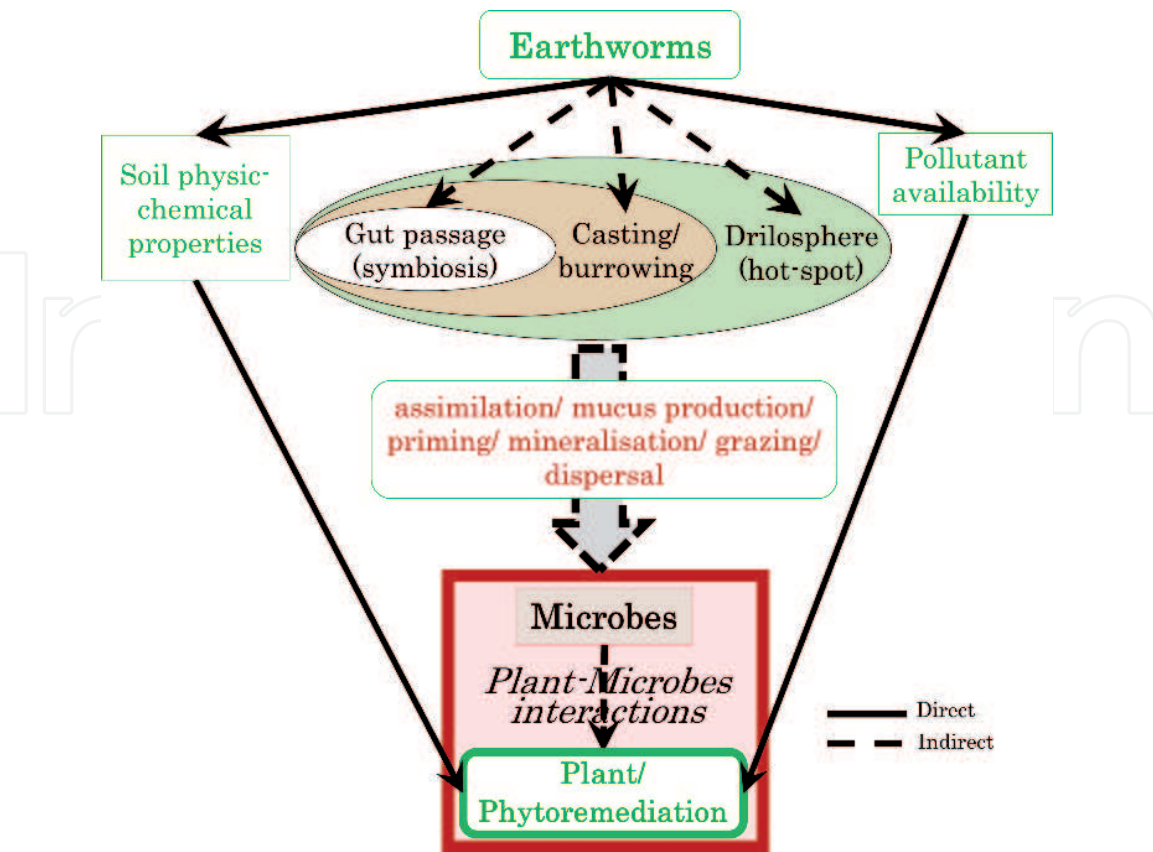 Earthworms
Soil physic-
chemical
properties
Pollutant
availability
Gut passage
(symbiosis)
Casting/
burrowing
Drilosphere
(hot-spot)
assimilation/ mucus production/
priming/ mineralisation/ grazing/
dispersal
Microbes
Plant-Microbes
interactions
Direct
Indirect
Plant/
Phytoremediation